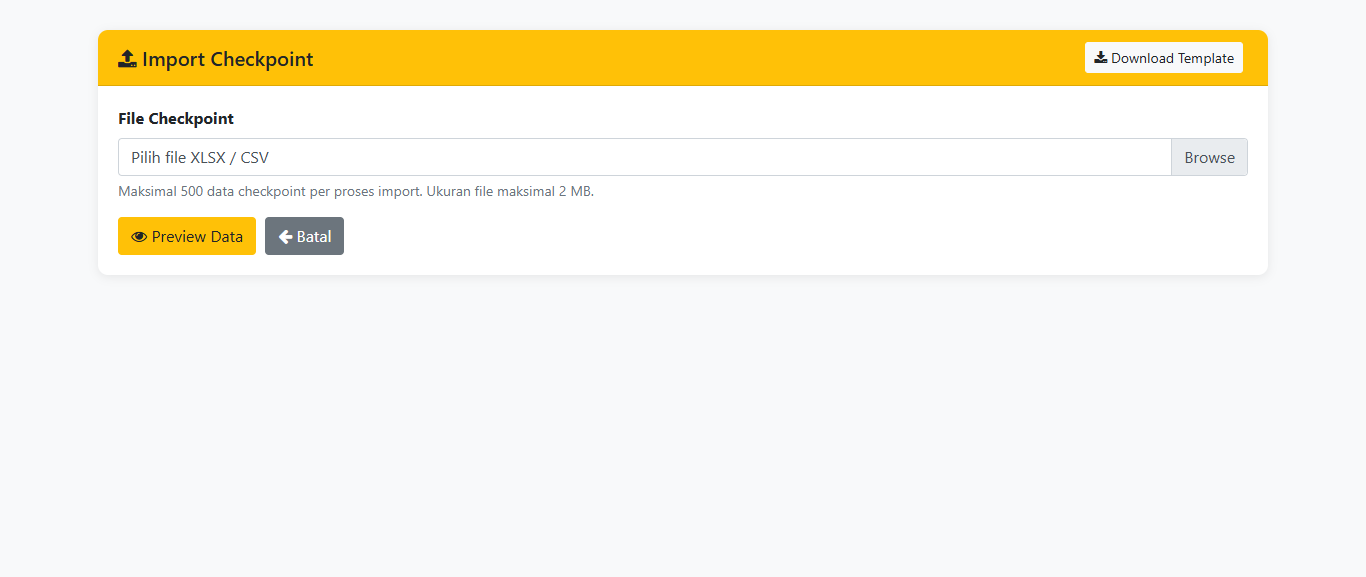 Import Checkpoint
Download Template
File Checkpoint
Pilih file XLSX / CSV
Browse
Maksimal 500 data checkpoint per proses import. Ukuran file maksimal 2 MB.
Preview Data
Batal